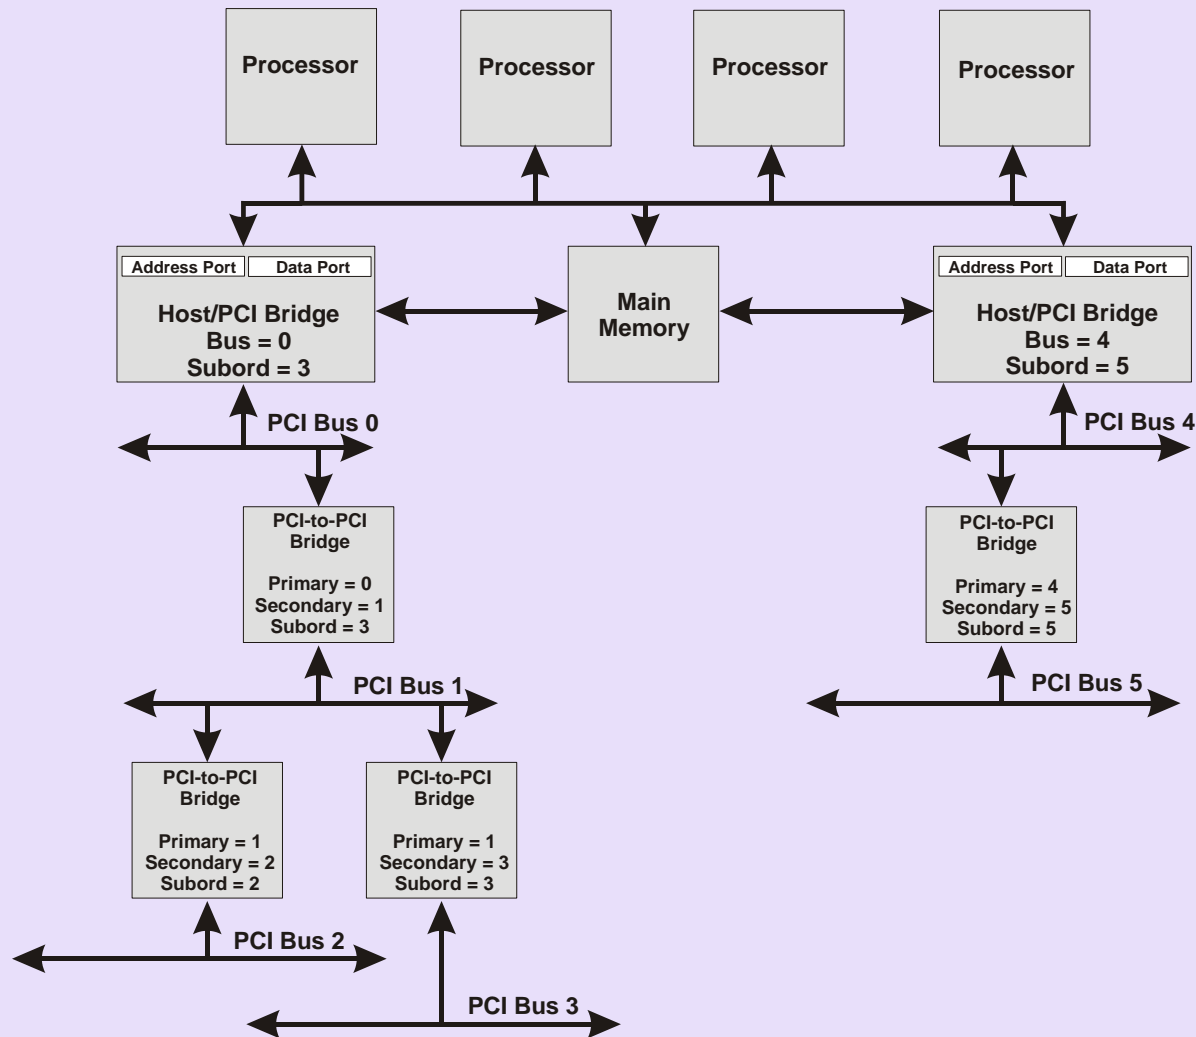 Processor
Processor
Processor
Processor
Address Port
Data Port
Host/PCI Bridge
Bus = 0
Subord = 3
Main
Memory
Address Port
Data Port
Host/PCI Bridge
Bus = 4
Subord = 5
PCI Bus 0
PCI Bus 4
PCI-to-PCI
Bridge
Primary = 0
Secondary = 1
Subord = 3
PCI-to-PCI
Bridge
Primary = 4
Secondary = 5
Subord = 5
PCI Bus 1
PCI Bus 5
PCI-to-PCI
Bridge
Primary = 1
Secondary = 2
Subord = 2
PCI-to-PCI
Bridge
Primary = 1
Secondary = 3
Subord = 3
PCI Bus 2
PCI Bus 3